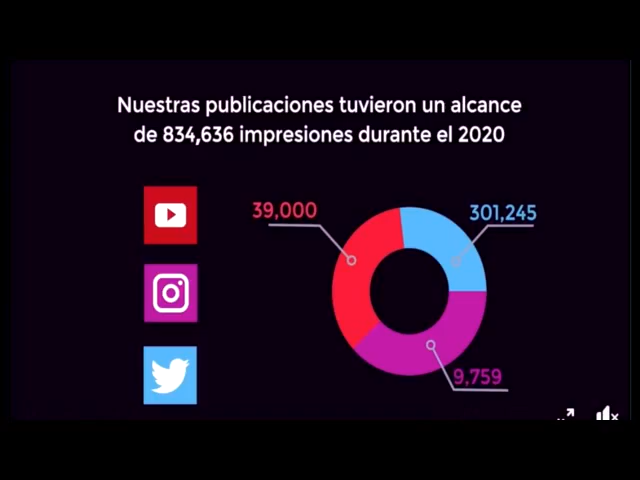 Nuestras publicaciones tuvieron un alcance
de 834,636 impresiones durante el 2020
39,000
301,245
9,759